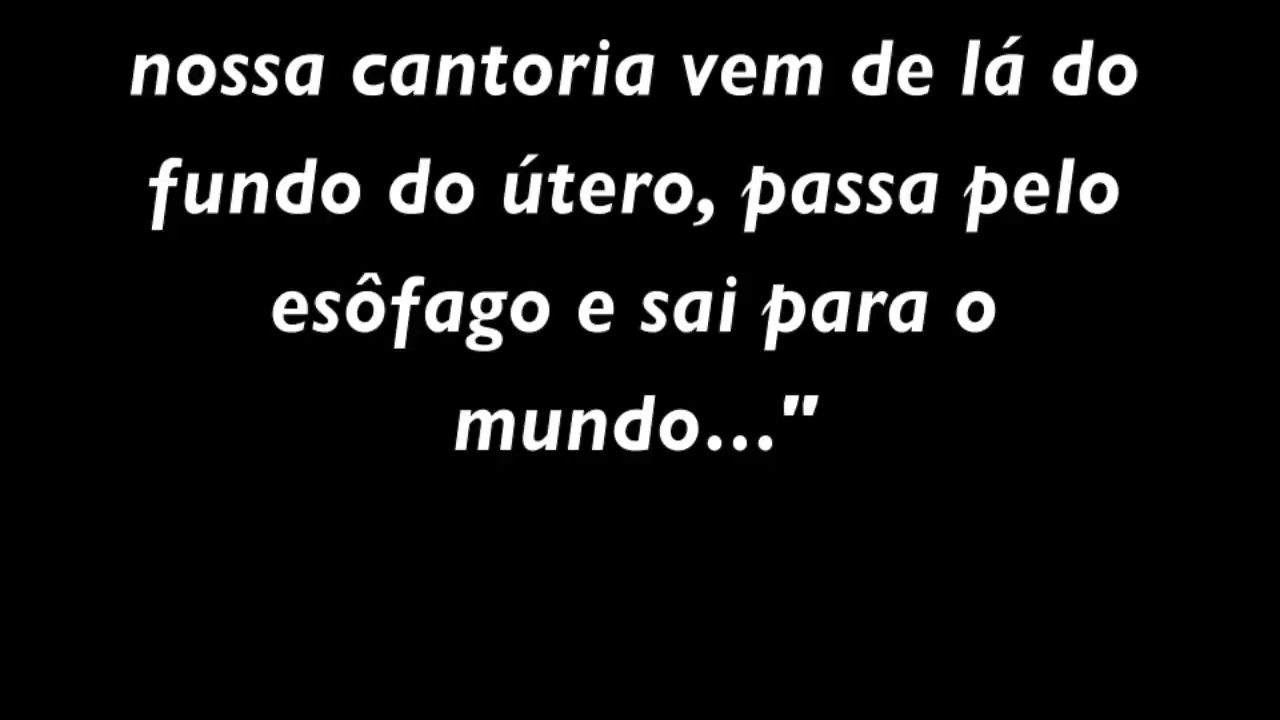 nossa cantoria vem de lá do
fundo do útero, passa pelo
esôfago e sai para o
mundo..."